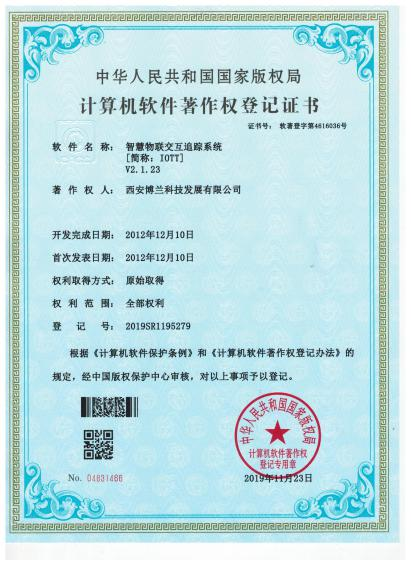 中华人民共和国国家版权局
计算机软件著作权登记证书
证书号： 软著登字第4616036号
软件名称： 智慧物联交互追踪系统
[简称：IOTT]
V2.1.23
著作权人： 西安博兰科技发展有限公司
开发完成日期： 2012年12月10日
首次发表日期： 2012年12月10日
权利取得方式： 原始取得
权利范围： 全部权利
登记号： 2019SR1195279
根据《计算机软件保护条例》和《计算机软件著作权登记办法》的
规定，经中国版权保护中心审核，对以上事项予以登记。
中华人民共和国国家版权局
计算机软件著作权
登记专用章
No. 04831466
2019年11月23日